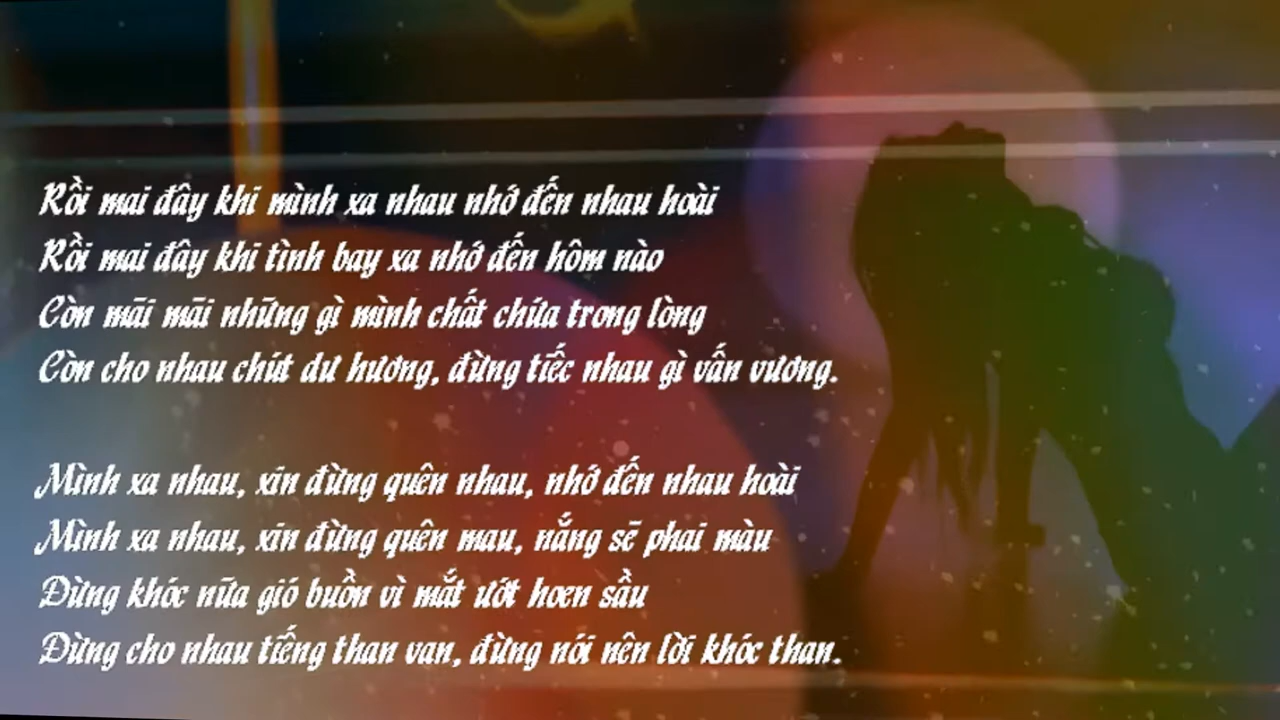 Rồi mai đây khi mình xa nhau nhớ đến nhau hoài
Rồi mai đây khi tình bay xa nhớ đến hôm nào
Còn mãi mãi những gì mình chất chứa trong lòng
Còn cho nhau chút dư hương, đừng tiếc nhau gì vấn vương.
Mình xa nhau, xin đừng quên nhau, nhớ đến nhau hoài
Mình xa nhau, xin đừng quên mau, nắng sẽ phai màu
Đừng khóc nữa gió buồn vì mắt ướt hoen sầu
Đừng cho nhau tiếng than van, đừng nói nên lời khóc than.